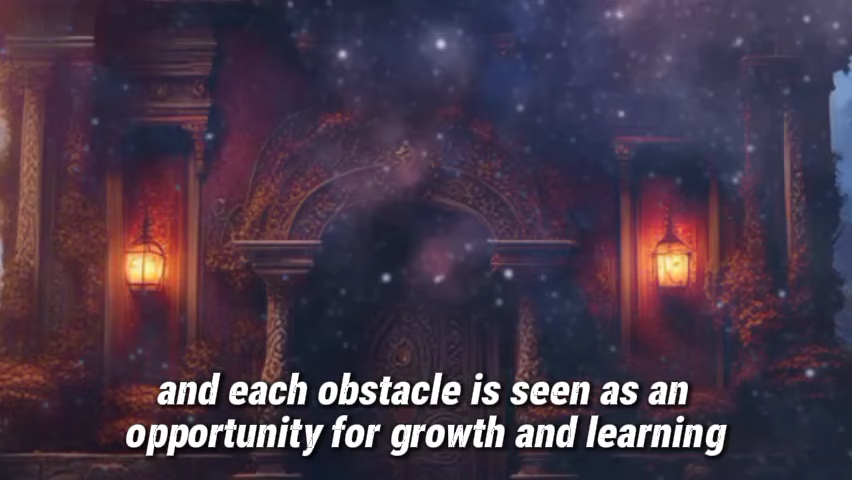 and each obstacle is seen as an
opportunity for growth and learning